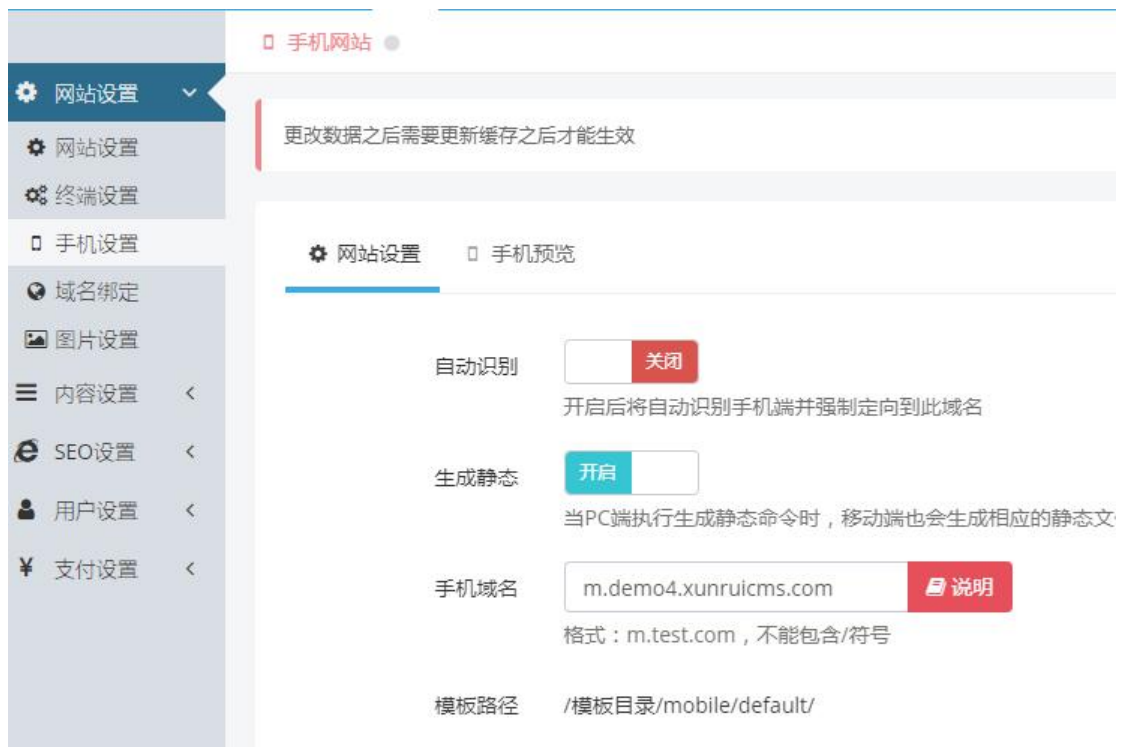 手机网站
网站设置
网站设置
终端设置
手机设置
域名绑定
图片设置
内容设置
SEO设置
用户设置
支付设置
更改数据之后需要更新缓存之后才能生效
网站设置 手机预览
自动识别 关闭
开启后将自动识别手机端并强制定向到此域名
生成静态 开启
当PC端执行生成静态命令时，移动端也会生成相应的静态文
手机域名 m.demo4.xunruicms.com 说明
格式：m.test.com，不能包含/符号
模板路径 /模板目录/mobile/default/